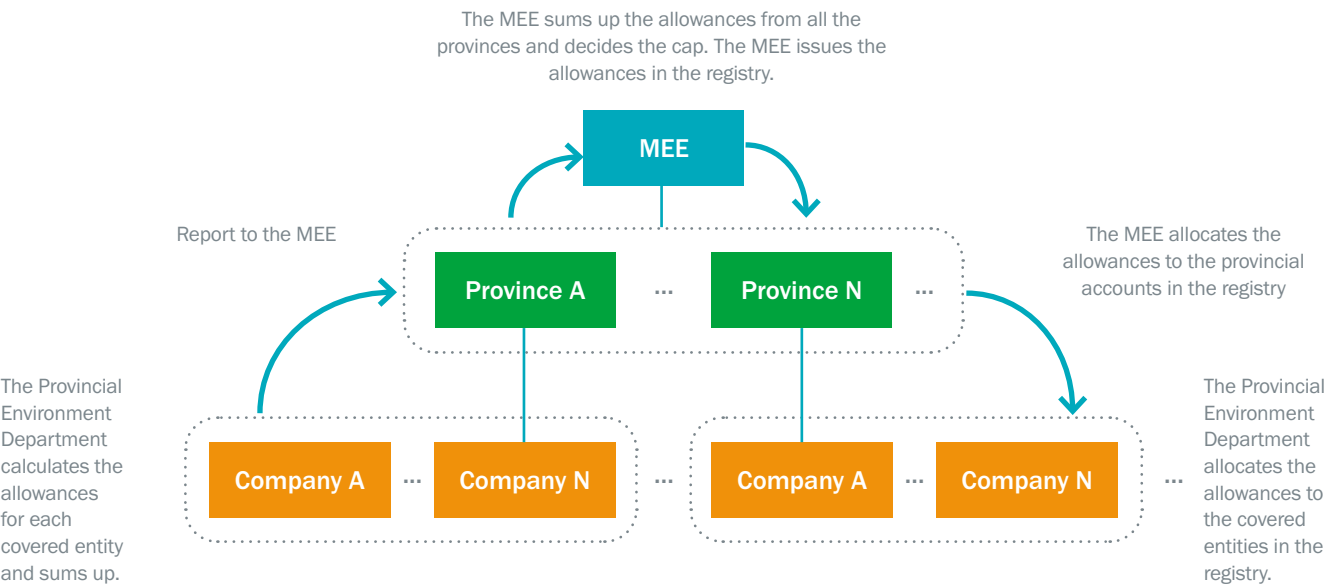 The MEE sums up the allowances from all the
provinces and decides the cap. The MEE issues the
allowances in the registry.
MEE
Report to the MEE
The MEE allocates the
allowances to the provincial
accounts in the registry
Province A
...
Province N
...
The Provincial
Environment
Department
calculates the
allowances
for each
covered entity
and sums up.
Company A
...
Company N
...
Company A
...
Company N
...
The Provincial
Environment
Department
allocates the
allowances to
the covered
entities in the
registry.